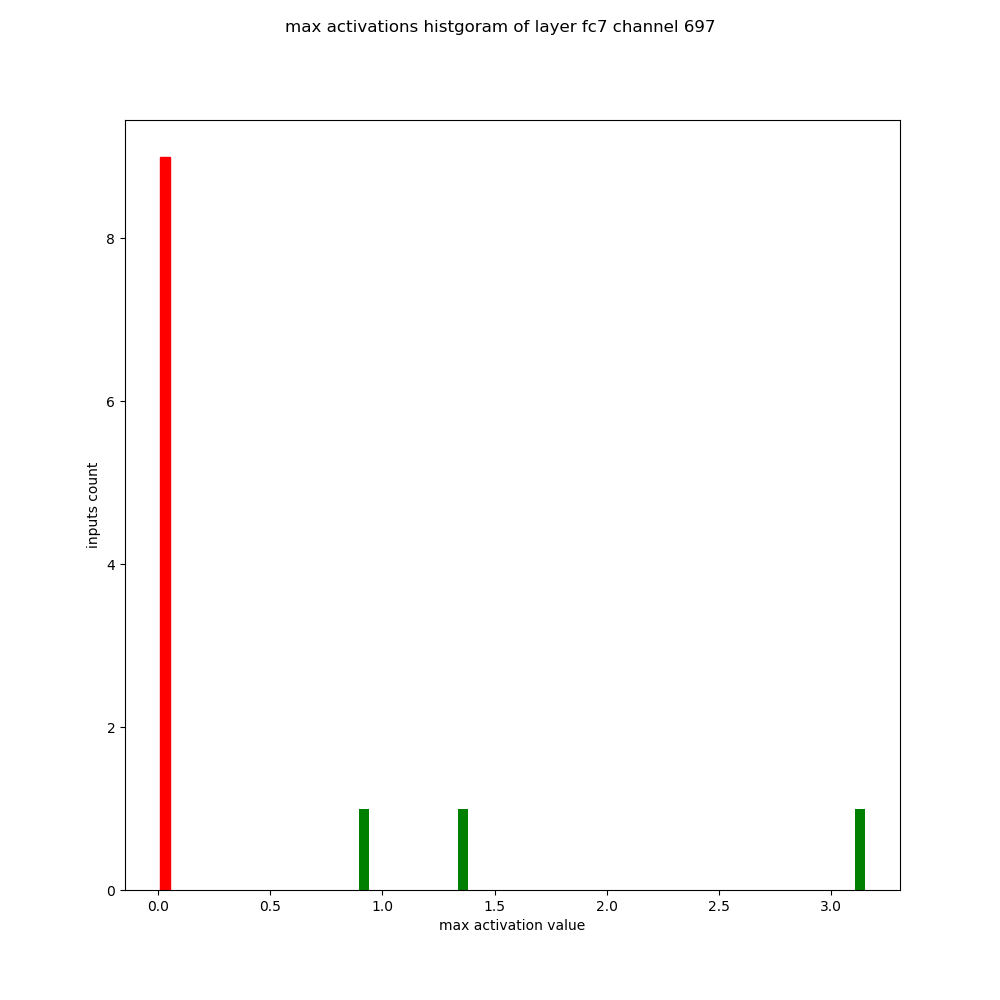 max activations histgoram of layer fc7 channel 697
8
6
4
2
0
inputs count
0.0 0.5 1.0 1.5 2.0 2.5 3.0
max activation value